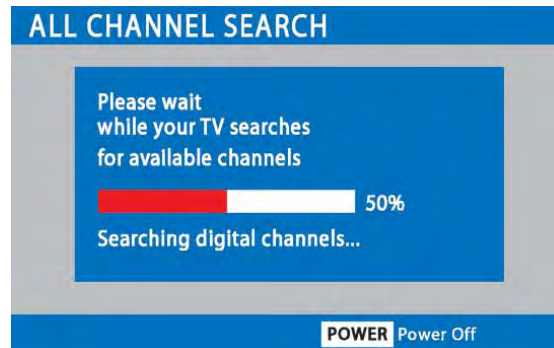 ALL CHANNEL SEARCH
Please wait
while your TV searches
for available channels
50%
Searching digital channels...
POWER Power Off